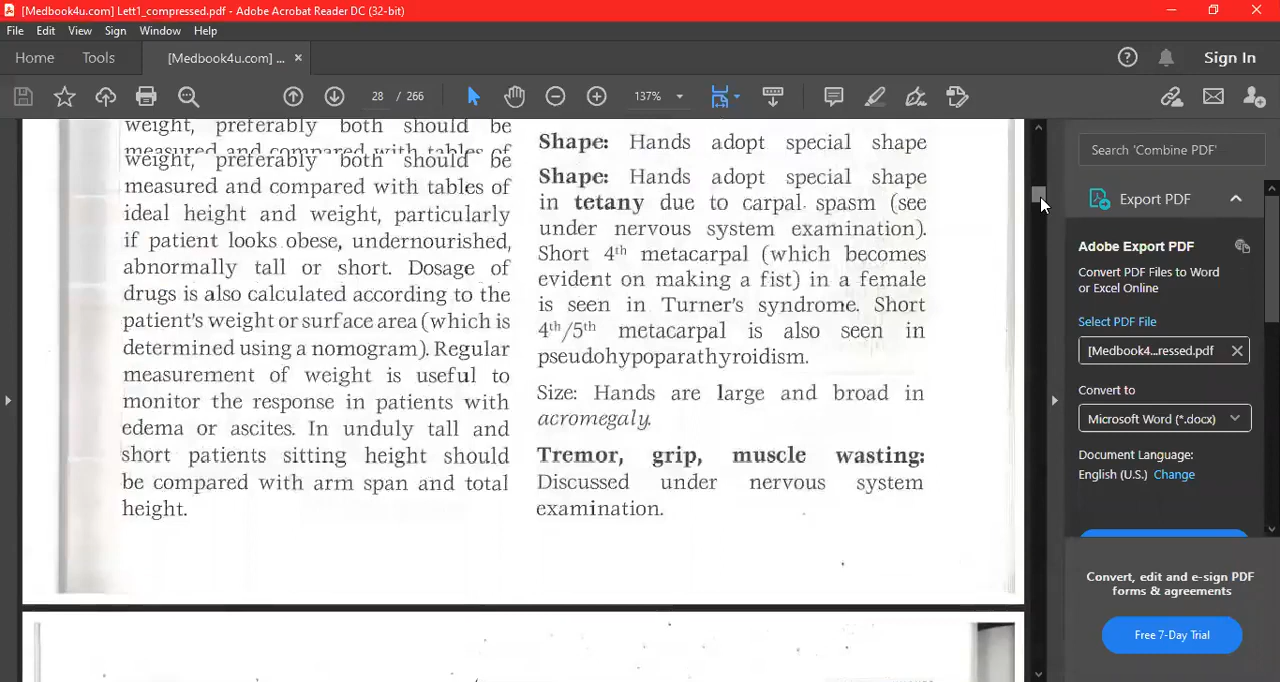 [Medbook4u.com] Lett1_compressed.pdf - Adobe Acrobat Reader DC (32-bit)
File Edit View Sign Window Help
Home Tools [Medbook4u.com] ... × Sign In
28 / 266 137%
weight, preferably both should be
measured and compared with tables of
weight, preferably both should be
measured and compared with tables of
ideal height and weight, particularly
if patient looks obese, undernourished,
abnormally tall or short. Dosage of
drugs is also calculated according to the
patient's weight or surface area (which is
determined using a nomogram). Regular
measurement of weight is useful to
monitor the response in patients with
edema or ascites. In unduly tall and
short patients sitting height should
be compared with arm span and total
height.
Shape: Hands adopt special shape
Shape: Hands adopt special shape
in tetany due to carpal spasm (see
under nervous system examination).
Short 4th metacarpal (which becomes
evident on making a fist) in a female
is seen in Turner's syndrome. Short
4th/5th metacarpal is also seen in
pseudohypoparathyroidism.
Size: Hands are large and broad in
acromegaly.
Tremor, grip, muscle wasting:
Discussed under nervous system
examination.
Search 'Combine PDF'
Export PDF
Adobe Export PDF
Convert PDF Files to Word
or Excel Online
Select PDF File
[Medbook4...ressed.pdf
Convert to
Microsoft Word (*.docx)
Document Language:
English (U.S.) Change
Convert, edit and e-sign PDF
forms & agreements
Free 7-Day Trial